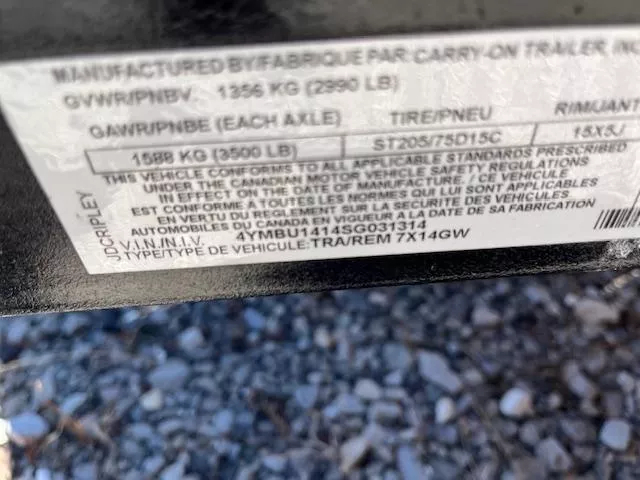 MANUFACTURED BY/FABRIQUE PAR: CARRY-ON TRAILER, INC
GVWR/PNBV 1356 KG (2990 LB)
GAWR/PNBE (EACH AXLE) TIRE/PNEU RIM/JANT
1588 KG (3500 LB) ST205/75D15C 15X5J
THIS VEHICLE CONFORMS TO ALL APPLICABLE STANDARDS PRESCRIBED
UNDER THE CANADIAN MOTOR VEHICLE SAFETY REGULATIONS
IN EFFECT ON THE DATE OF MANUFACTURE / CE VEHICULE
EST CONFORME A TOUTES LES NORMES QUI LUI SONT APPLICABLES
EN VERTU DU REGLEMENT SUR LA SECURITE DES VEHICULES AUTOMOBILES
DU CANADA EN VIGUEUR A LA DATE DE SA FABRICATION
V.I.N./N.I.V. 4YMBU1414SG031314
TYPE/TYPE DE VEHICULE: TRA/REM 7X14GW
JDCRIPLEY